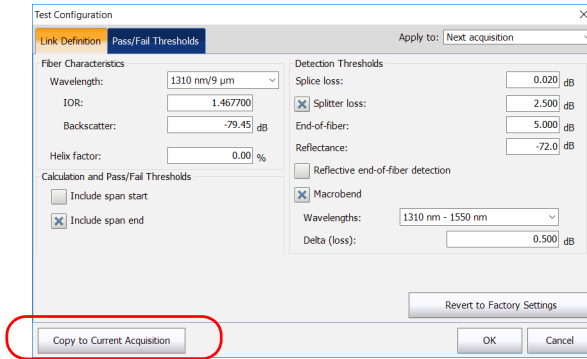 Test Configuration
Link Definition Pass/Fail Thresholds
Apply to: Next acquisition
Fiber Characteristics
Wavelength: 1310 nm/9 µm
IOR: 1.467700
Backscatter: -79.45 dB
Helix factor: 0.00 %
Calculation and Pass/Fail Thresholds
Include span start
Include span end
Detection Thresholds
Splice loss: 0.020 dB
Splitter loss: 2.500 dB
End-of-fiber: 5.000 dB
Reflectance: -72.0 dB
Reflective end-of-fiber detection
Macrobend
Wavelengths: 1310 nm - 1550 nm
Delta (loss): 0.500 dB
Revert to Factory Settings
Copy to Current Acquisition
OK Cancel